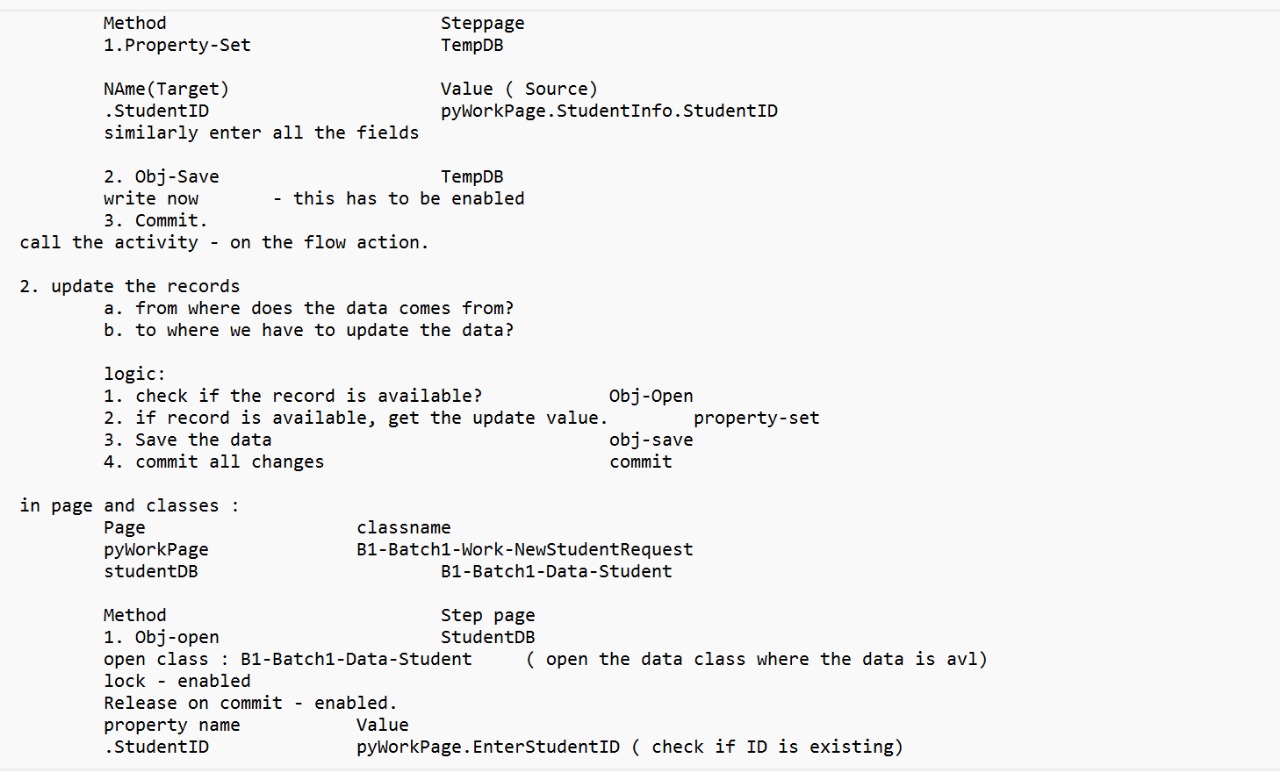 Method Steppage
1.Property-Set TempDB
NAme(Target) Value ( Source)
.StudentID pyWorkPage.StudentInfo.StudentID
similarly enter all the fields
2. Obj-Save TempDB
write now - this has to be enabled
3. Commit.
call the activity - on the flow action.
2. update the records
a. from where does the data comes from?
b. to where we have to update the data?
logic:
1. check if the record is available? Obj-Open
2. if record is available, get the update value. property-set
3. Save the data obj-save
4. commit all changes commit
in page and classes :
Page classname
pyWorkPage B1-Batch1-Work-NewStudentRequest
studentDB B1-Batch1-Data-Student
Method Step page
1. Obj-open StudentDB
open class : B1-Batch1-Data-Student ( open the data class where the data is avl)
lock - enabled
Release on commit - enabled.
property name Value
.StudentID pyWorkPage.EnterStudentID ( check if ID is existing)